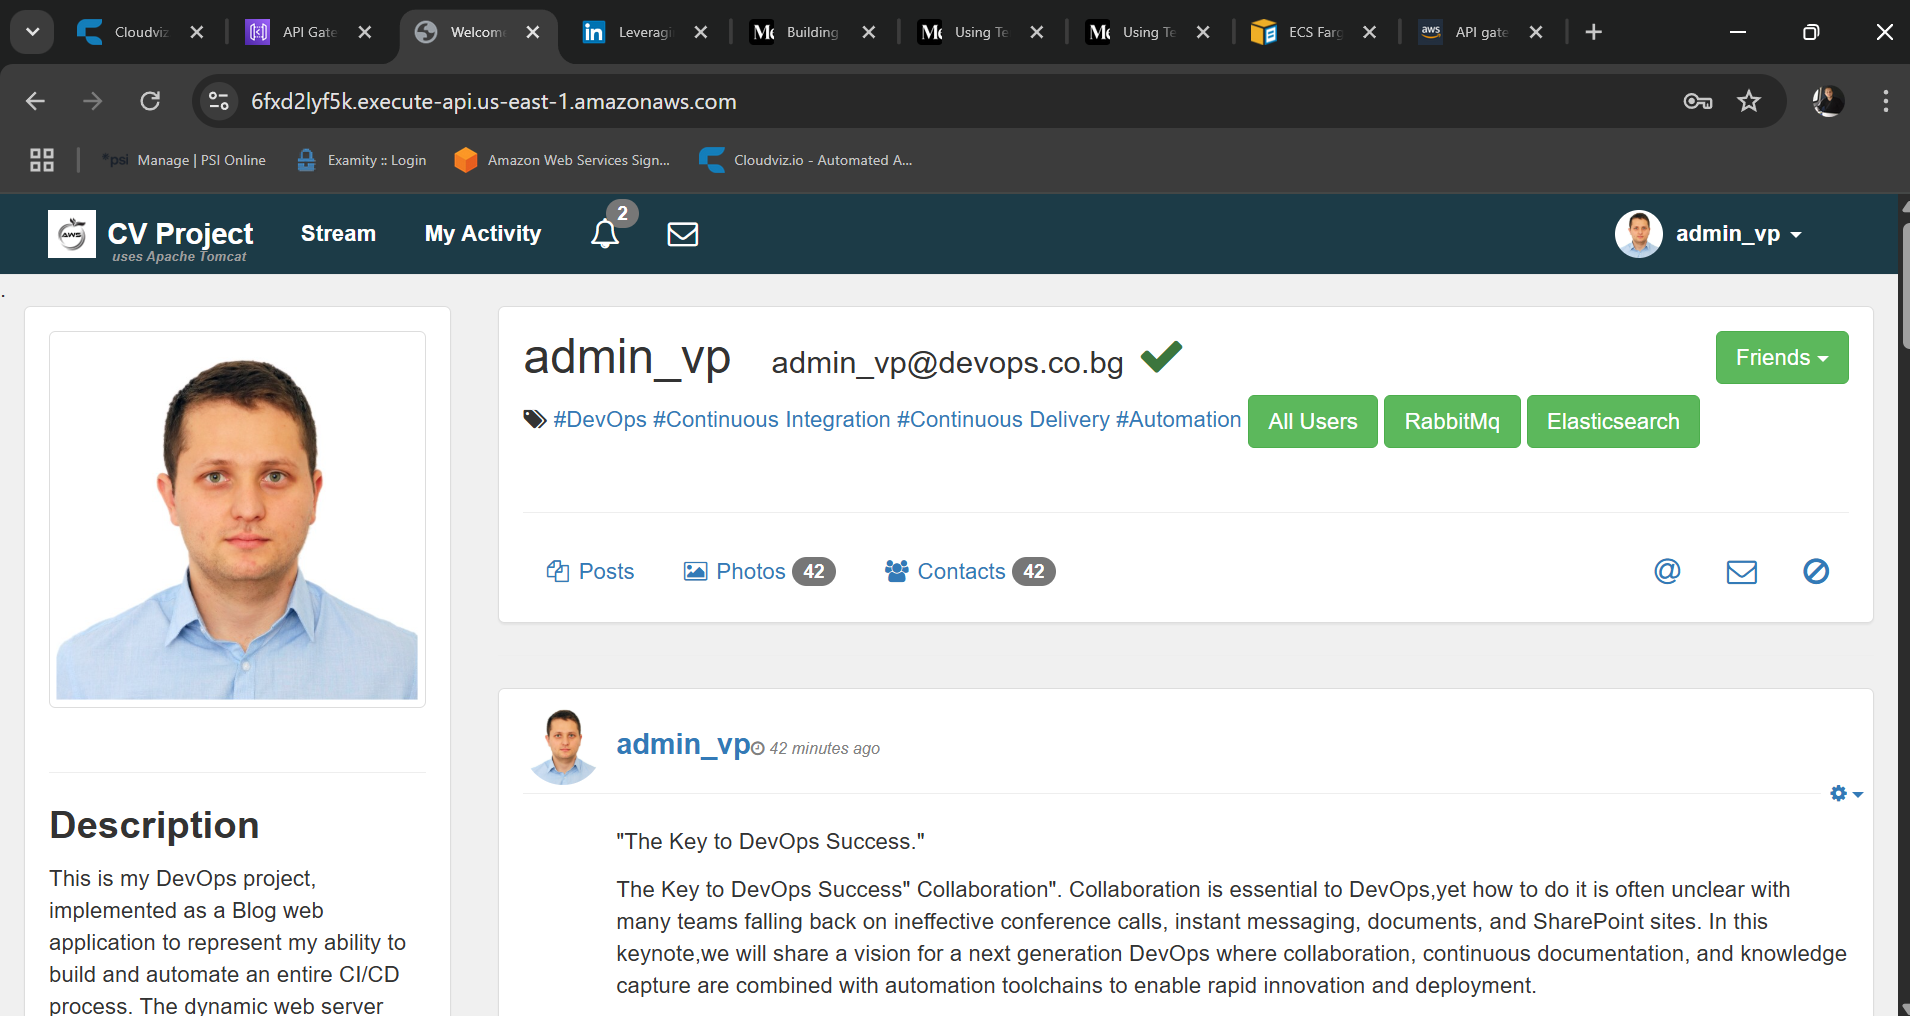 Cloudviz
API Gate
Welcome
in
Leveragi
Building
Using Te
Using Te
ECS Farg
aws
API gate
6fxd2lyf5k.execute-api.us-east-1.amazonaws.com
psi
Manage | PSI Online
Examity :: Login
Amazon Web Services Sign...
Cloudviz.io - Automated A...
AWS
CV Project
uses Apache Tomcat
Stream
My Activity
2
admin_vp
.
admin_vp
admin_vp@devops.co.bg
Friends
#DevOps #Continuous Integration #Continuous Delivery #Automation
All Users
RabbitMq
Elasticsearch
Posts
Photos 42
Contacts 42
@
admin_vp 42 minutes ago
"The Key to DevOps Success."
The Key to DevOps Success" Collaboration". Collaboration is essential to DevOps,yet how to do it is often unclear with
many teams falling back on ineffective conference calls, instant messaging, documents, and SharePoint sites. In this
keynote,we will share a vision for a next generation DevOps where collaboration, continuous documentation, and knowledge
capture are combined with automation toolchains to enable rapid innovation and deployment.
Description
This is my DevOps project,
implemented as a Blog web
application to represent my ability to
build and automate an entire CI/CD
process. The dynamic web server